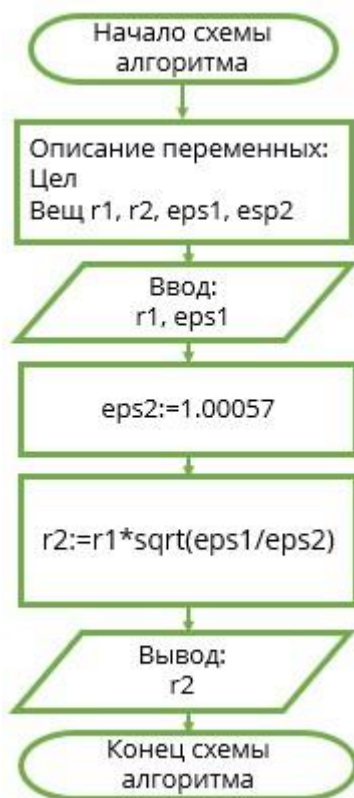 Начало схемы
алгоритма
Описание переменных:
Цел
Вещ r1, r2, eps1, esp2
Ввод:
r1, eps1
eps2:=1.00057
r2:=r1*sqrt(eps1/eps2)
Вывод:
r2
Конец схемы
алгоритма